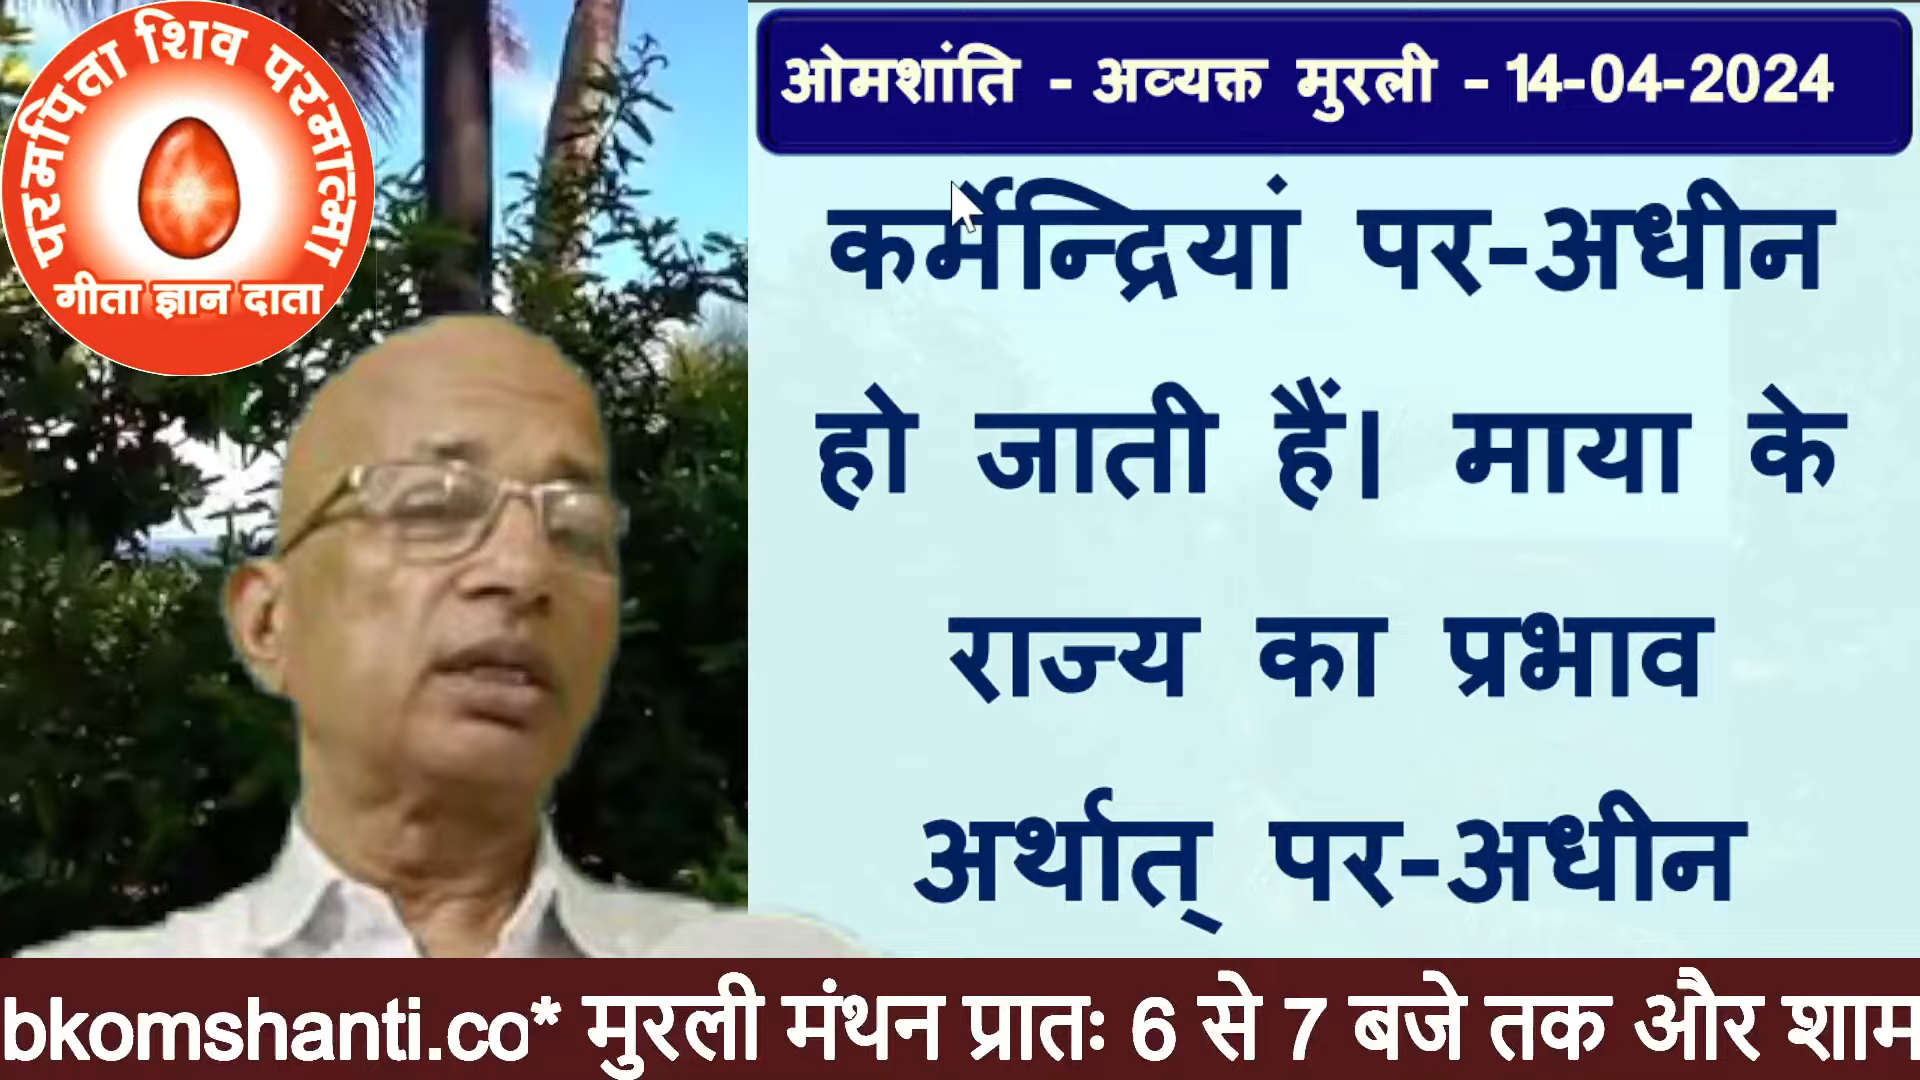 परमपिता शिव परमात्मा
गीता ज्ञान दाता
ओमशांति - अव्यक्त मुरली - 14-04-2024
कर्मेन्द्रियां पर-अधीन
हो जाती हैं। माया के
राज्य का प्रभाव
अर्थात् पर-अधीन
bkomshanti.co* मुरली मंथन प्रातः 6 से 7 बजे तक और शाम